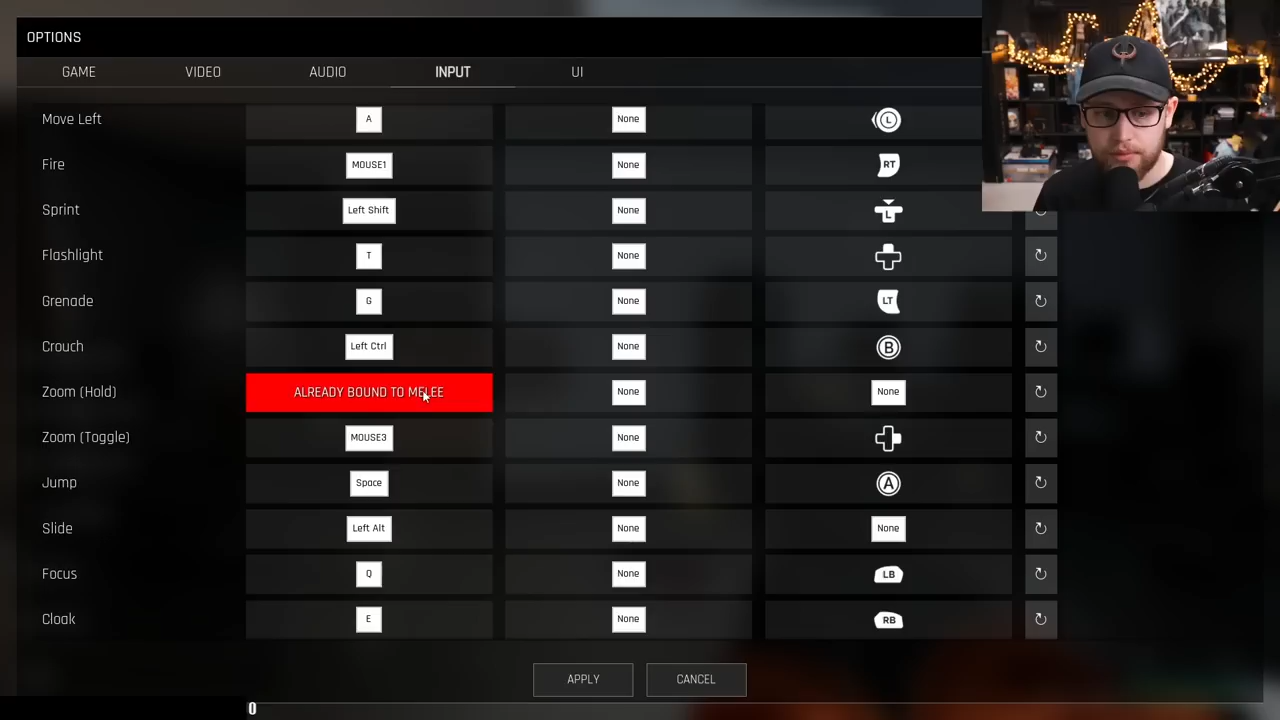 OPTIONS
GAME VIDEO AUDIO INPUT UI
Move Left A None L
Fire MOUSE1 None RT
Sprint Left Shift None L
Flashlight T None
Grenade G None LT
Crouch Left Ctrl None B
Zoom (Hold) ALREADY BOUND TO MELEE None None
Zoom (Toggle) MOUSE3 None
Jump Space None A
Slide Left Alt None None
Focus Q None LB
Cloak E None RB
APPLY CANCEL
0